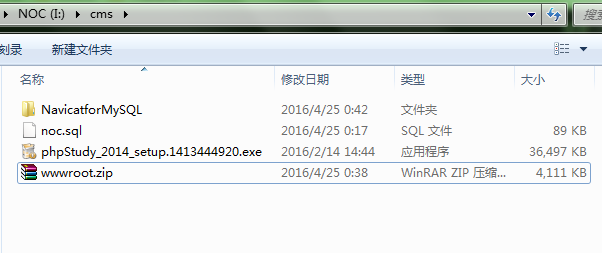 NOC (I:) ▸ cms ▸
搜
刻录 新建文件夹
名称 修改日期 类型 大小
NavicatforMySQL 2016/4/25 0:42 文件夹
noc.sql 2016/4/25 0:17 SQL 文件 89 KB
phpStudy_2014_setup.1413444920.exe 2016/2/14 14:44 应用程序 36,497 KB
wwwroot.zip 2016/4/25 0:38 WinRAR ZIP 压缩... 4,111 KB